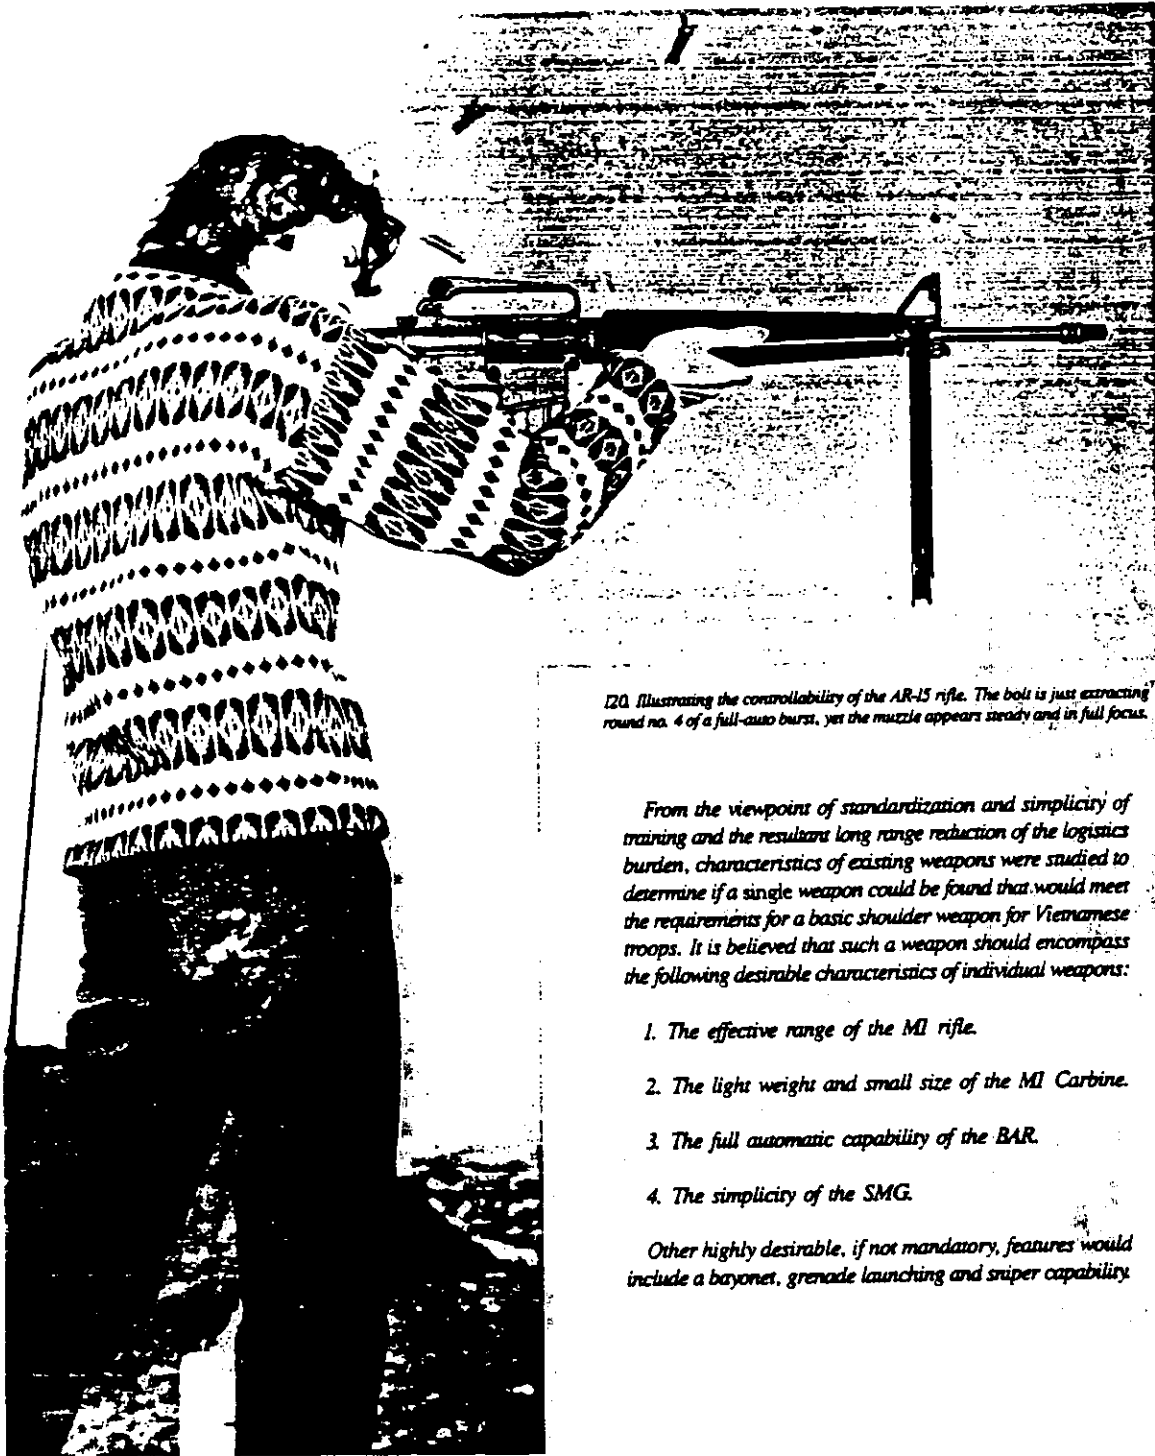 120. Illustrating the controllability of the AR-15 rifle. The bolt is just extracting
round no. 4 of a full-auto burst, yet the muzzle appears steady and in full focus.
From the viewpoint of standardization and simplicity of
training and the resultant long range reduction of the logistics
burden, characteristics of existing weapons were studied to
determine if a single weapon could be found that would meet
the requirements for a basic shoulder weapon for Vietnamese
troops. It is believed that such a weapon should encompass
the following desirable characteristics of individual weapons:
1. The effective range of the M1 rifle.
2. The light weight and small size of the M1 Carbine.
3. The full automatic capability of the BAR.
4. The simplicity of the SMG.
Other highly desirable, if not mandatory, features would
include a bayonet, grenade launching and sniper capability.